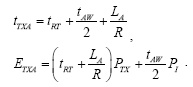 t_{TXA} = t_{RT} + \frac{t_{AW}}{2} + \frac{L_A}{R},
E_{TXA} = \left( t_{RT} + \frac{L_A}{R} \right) P_{TX} + \frac{t_{AW}}{2} P_I.